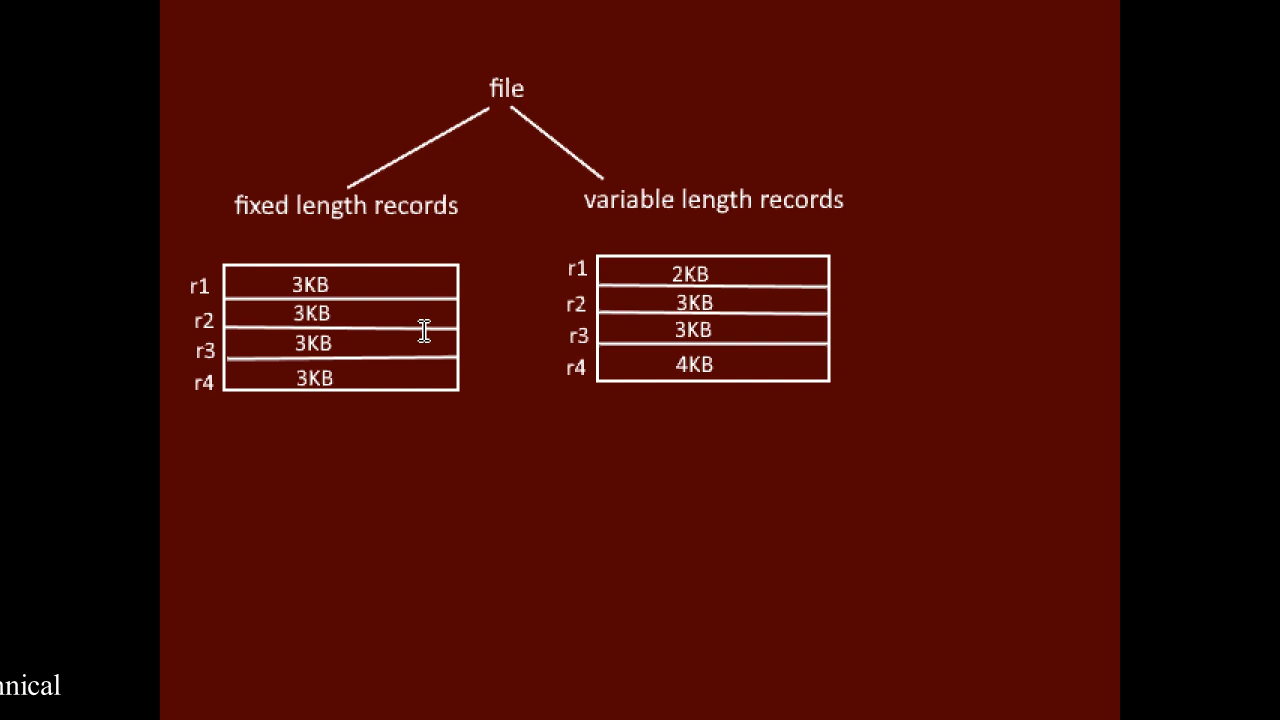 file
fixed length records
variable length records
r1 3KB
r2 3KB
r3 3KB
r4 3KB
r1 2KB
r2 3KB
r3 3KB
r4 4KB